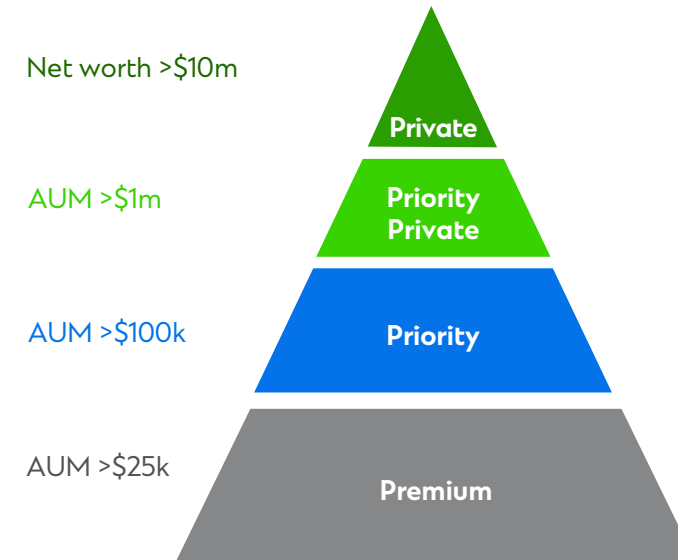 Net worth >$10m
Private
AUM >$1m
Priority
Private
AUM >$100k
Priority
AUM >$25k
Premium